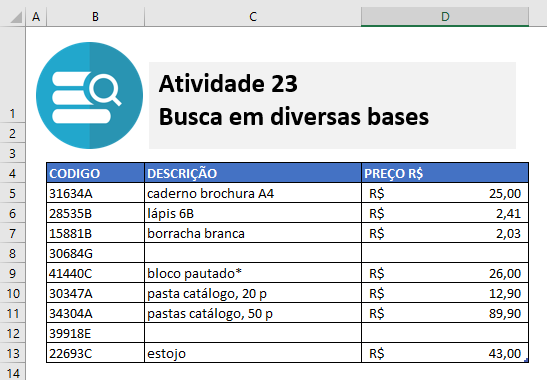 A B C D
1
Atividade 23
2
Busca em diversas bases
3
4 CODIGO DESCRIÇÃO PREÇO R$
5 31634A caderno brochura A4 R$ 25,00
6 28535B lápis 6B R$ 2,41
7 15881B borracha branca R$ 2,03
8 30684G
9 41440C bloco pautado* R$ 26,00
10 30347A pasta catálogo, 20 p R$ 12,90
11 34304A pastas catálogo, 50 p R$ 89,90
12 39918E
13 22693C estojo R$ 43,00
14